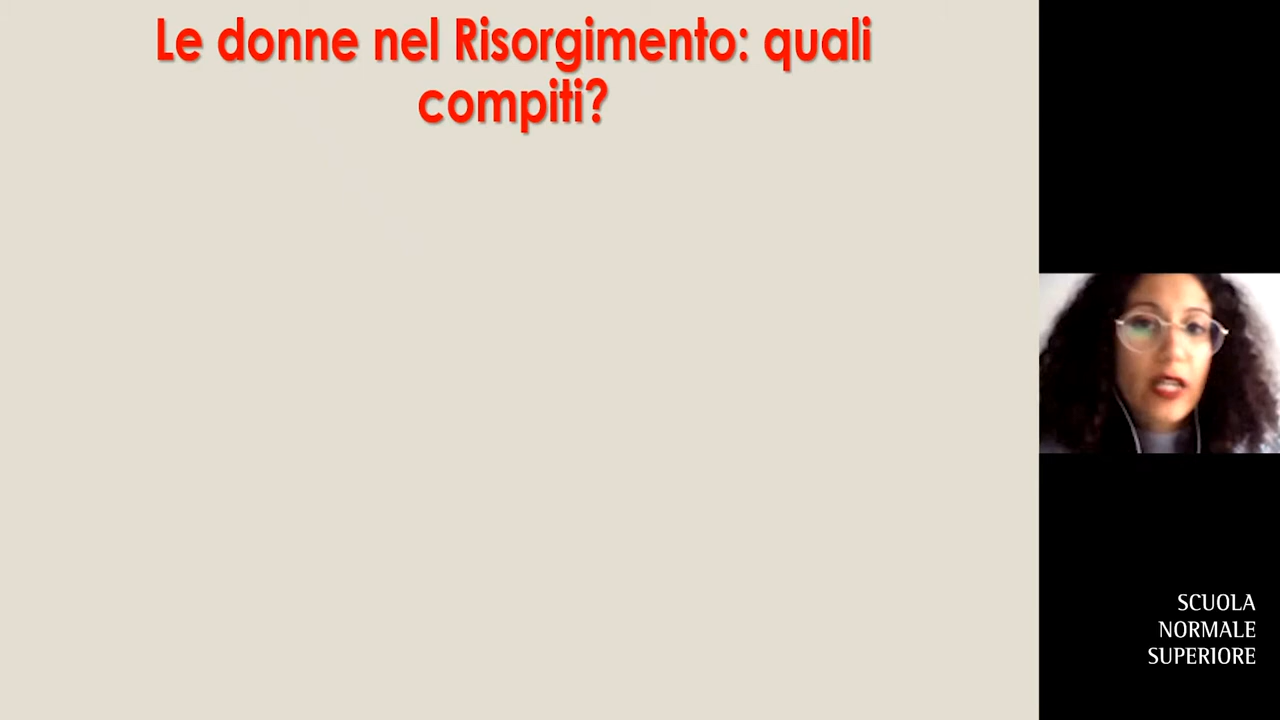 Le donne nel Risorgimento: quali
compiti?
SCUOLA
NORMALE
SUPERIORE